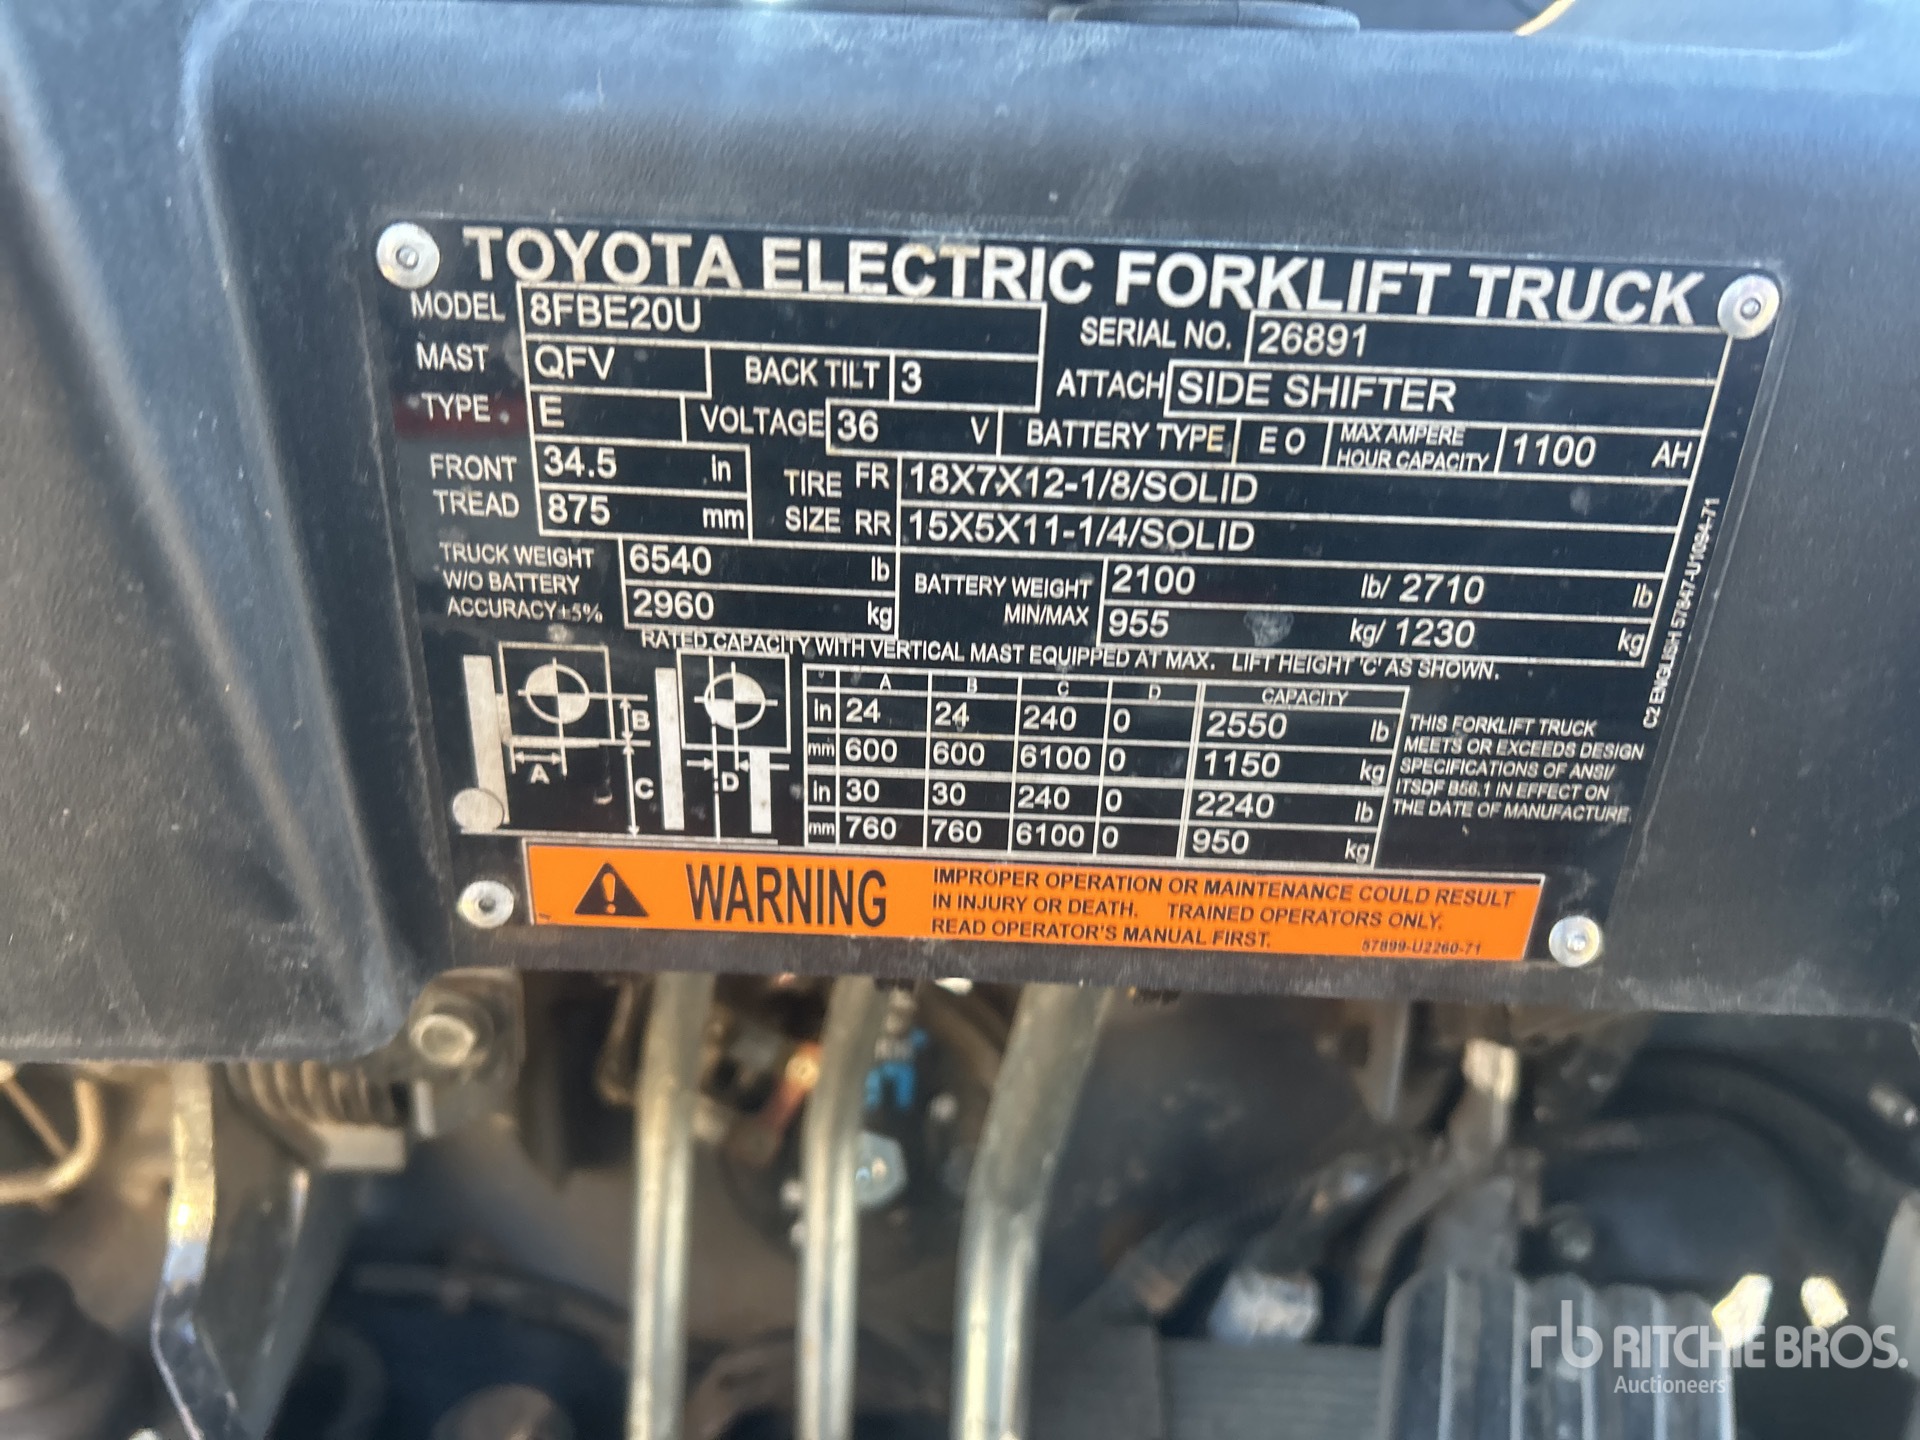 TOYOTA ELECTRIC FORKLIFT TRUCK
MODEL 8FBE20U SERIAL NO. 26891
MAST QFV BACK TILT 3 ATTACH SIDE SHIFTER
TYPE E VOLTAGE 36 V BATTERY TYPE E O MAX AMPERE HOUR CAPACITY 1100 AH
FRONT TREAD 34.5 in TIRE SIZE FR 18X7X12-1/8/SOLID
875 mm RR 15X5X11-1/4/SOLID
TRUCK WEIGHT 6540 lb BATTERY WEIGHT 2100 lb/ 2710 lb
W/O BATTERY
ACCURACY±5% 2960 kg MIN/MAX 955 kg/ 1230 kg
RATED CAPACITY WITH VERTICAL MAST EQUIPPED AT MAX. LIFT HEIGHT 'C' AS SHOWN.
A B C D CAPACITY
in 24 24 240 0 2550 lb
mm 600 600 6100 0 1150 kg
in 30 30 240 0 2240 lb
mm 760 760 6100 0 950 kg
B
A C D
THIS FORKLIFT TRUCK
MEETS OR EXCEEDS DESIGN
SPECIFICATIONS OF ANSI/
ITSDF B56.1 IN EFFECT ON
THE DATE OF MANUFACTURE.
C2 ENGLISH 57847-U1094-71
WARNING
IMPROPER OPERATION OR MAINTENANCE COULD RESULT
IN INJURY OR DEATH. TRAINED OPERATORS ONLY.
READ OPERATOR'S MANUAL FIRST. 57899-U2260-71
rb RITCHIE BROS.
Auctioneers